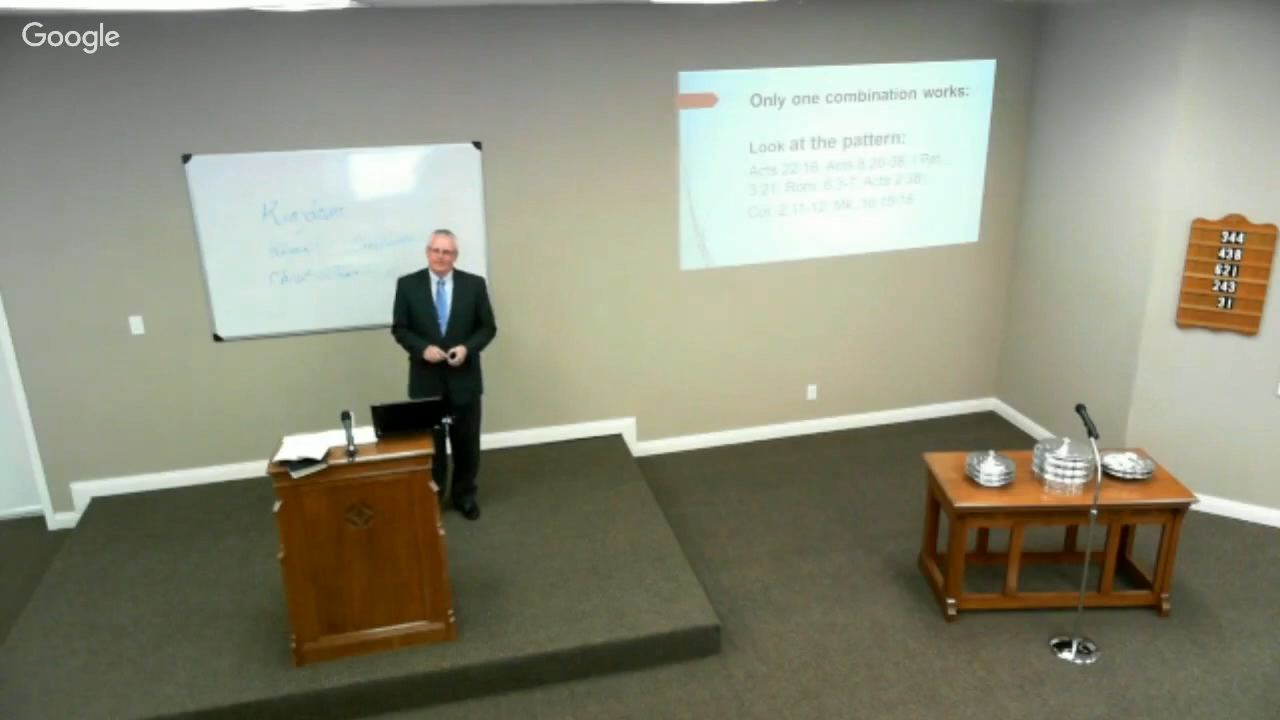 Google
Kingdom
Only one combination works:
Look at the pattern:
Acts 22:16; Acts 8:26-38; I Pet.
3:21; Rom. 6:3-7; Acts 2:38;
Col. 2:11-12; Mk. 16:15-16
344
438
621
243
31